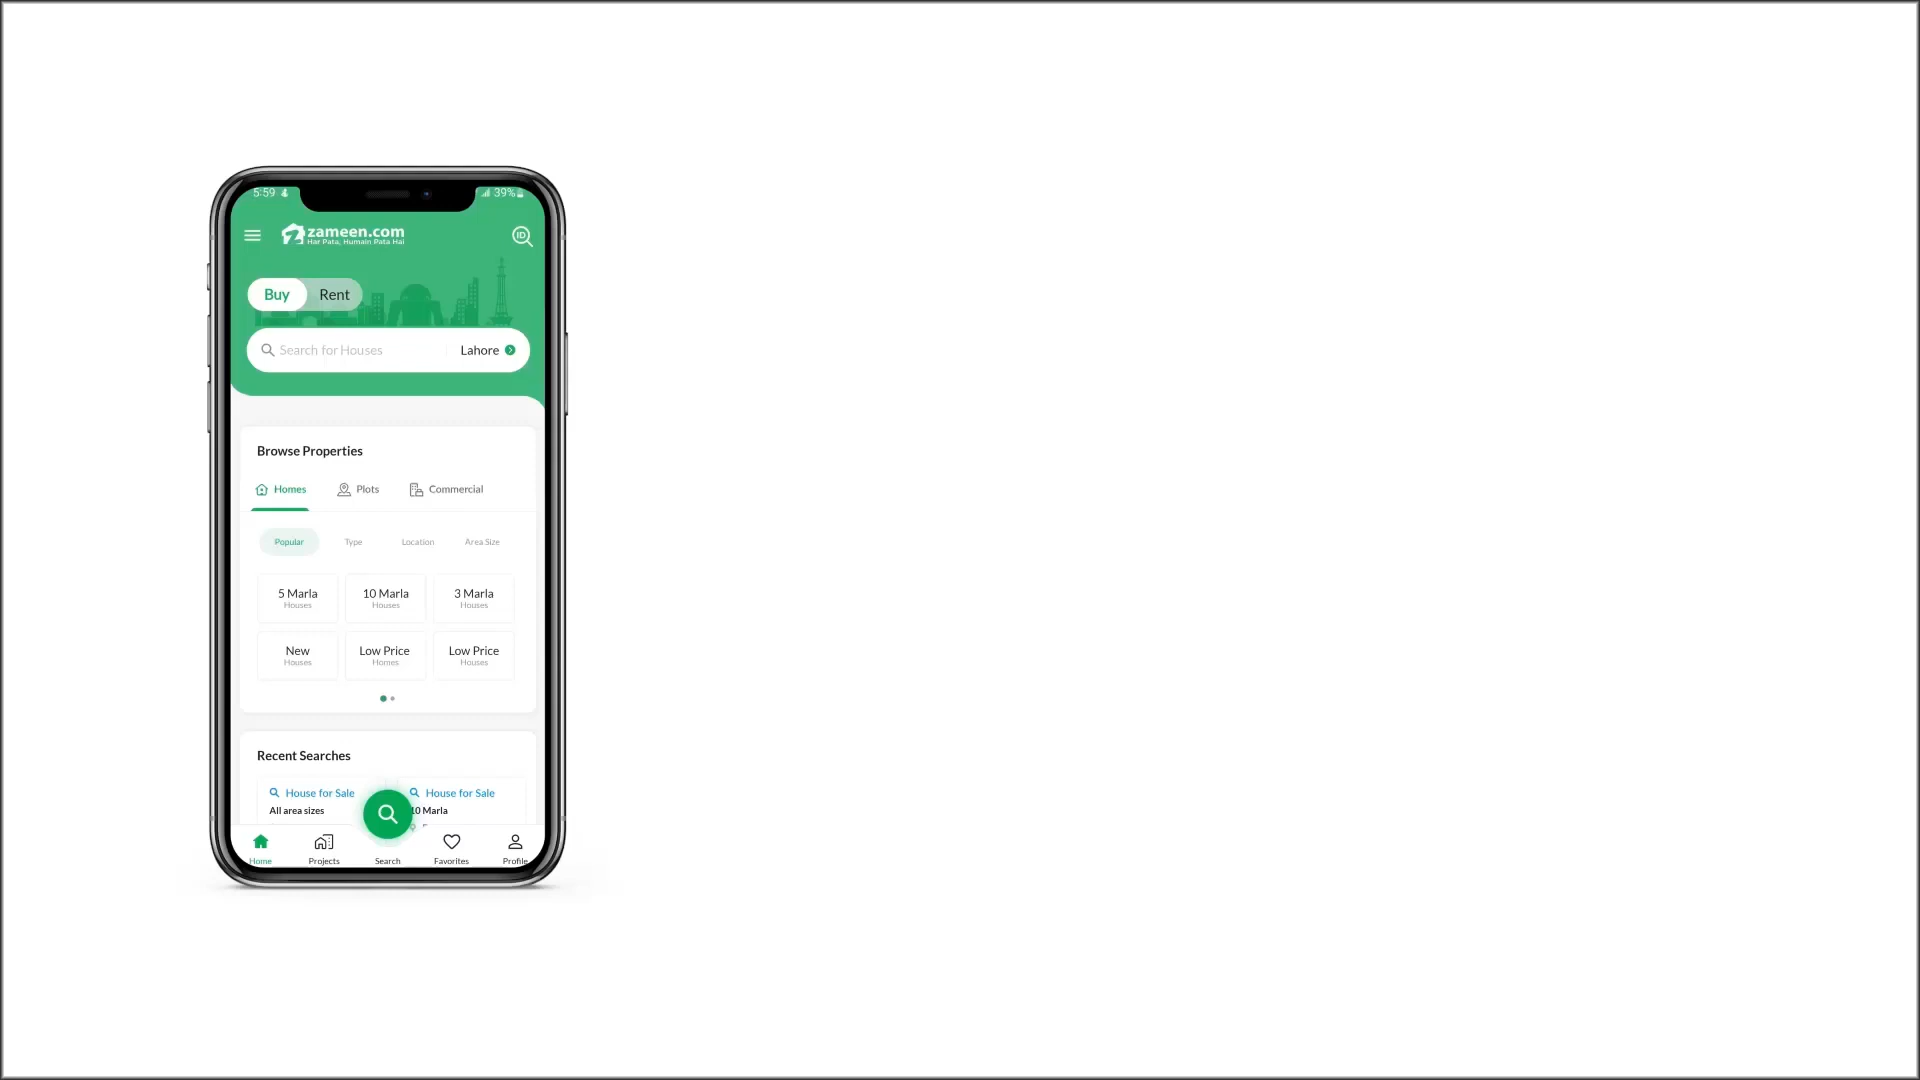 5:59 39%
zameen.com
Har Pata, Humain Pata Hai
ID
Buy Rent
Search for Houses Lahore
Browse Properties
Homes Plots Commercial
Popular Type Location Area Size
5 Marla 10 Marla 3 Marla
Houses Houses Houses
New Low Price Low Price
Houses Homes Houses
Recent Searches
House for Sale House for Sale
All area sizes 10 Marla
Home Projects Search Favorites Profile